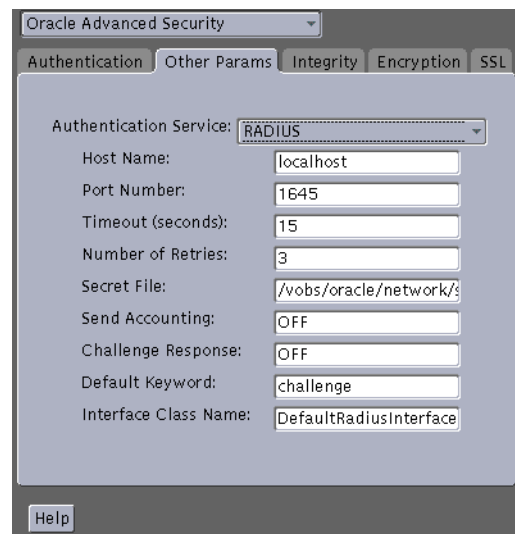 Oracle Advanced Security
Authentication Other Params Integrity Encryption SSL
Authentication Service: RADIUS
Host Name: localhost
Port Number: 1645
Timeout (seconds): 15
Number of Retries: 3
Secret File: /vobs/oracle/network/s
Send Accounting: OFF
Challenge Response: OFF
Default Keyword: challenge
Interface Class Name: DefaultRadiusInterface
Help